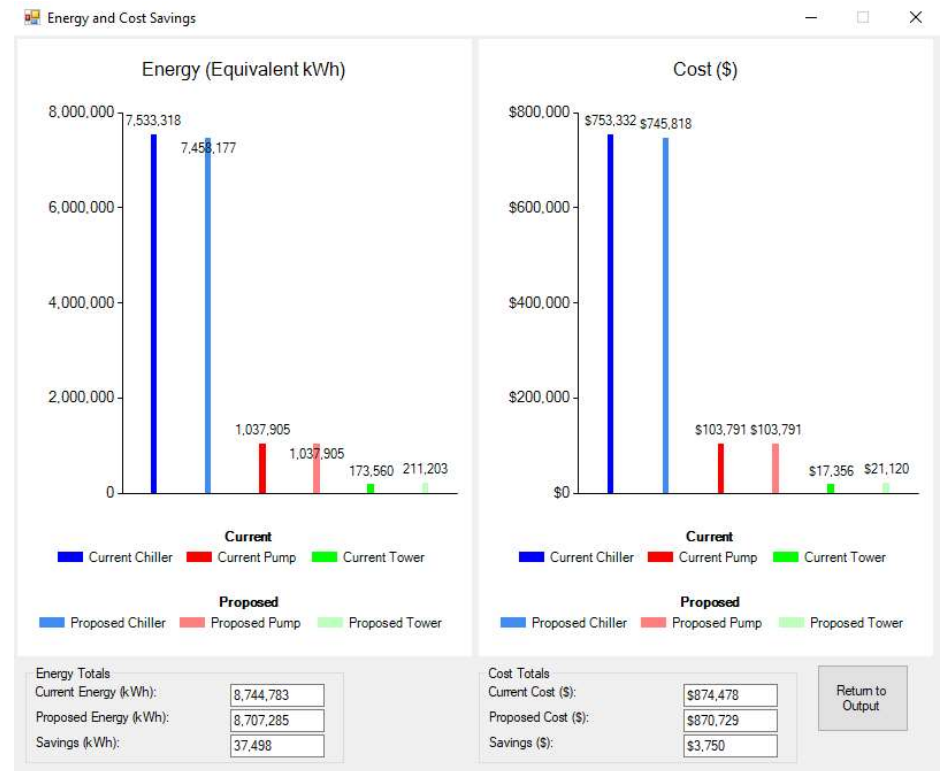 Energy and Cost Savings
Energy (Equivalent kWh)
8,000,000
7,533,318
7,458,177
6,000,000
4,000,000
2,000,000
1,037,905
1,037,905
173,560
211,203
0
Current
Current Chiller Current Pump Current Tower
Proposed
Proposed Chiller Proposed Pump Proposed Tower
Cost ($)
$800,000
$753,332 $745,818
$600,000
$400,000
$200,000
$103,791 $103,791
$17,356 $21,120
$0
Current
Current Chiller Current Pump Current Tower
Proposed
Proposed Chiller Proposed Pump Proposed Tower
Energy Totals
Current Energy (kWh): 8,744,783
Proposed Energy (kWh): 8,707,285
Savings (kWh): 37,498
Cost Totals
Current Cost ($): $874,478
Proposed Cost ($): $870,729
Savings ($): $3,750
Return to
Output